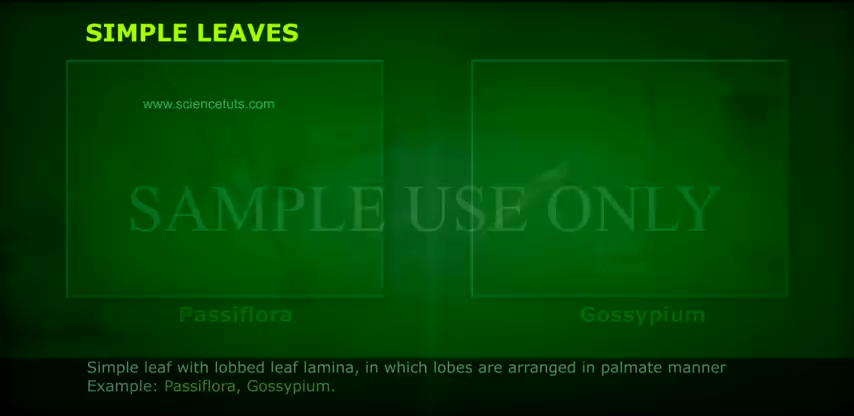 SIMPLE LEAVES
www.sciencetuts.com
SAMPLE USE ONLY
Passiflora
Gossypium
Simple leaf with lobbed leaf lamina, in which lobes are arranged in palmate manner
Example: Passiflora, Gossypium.